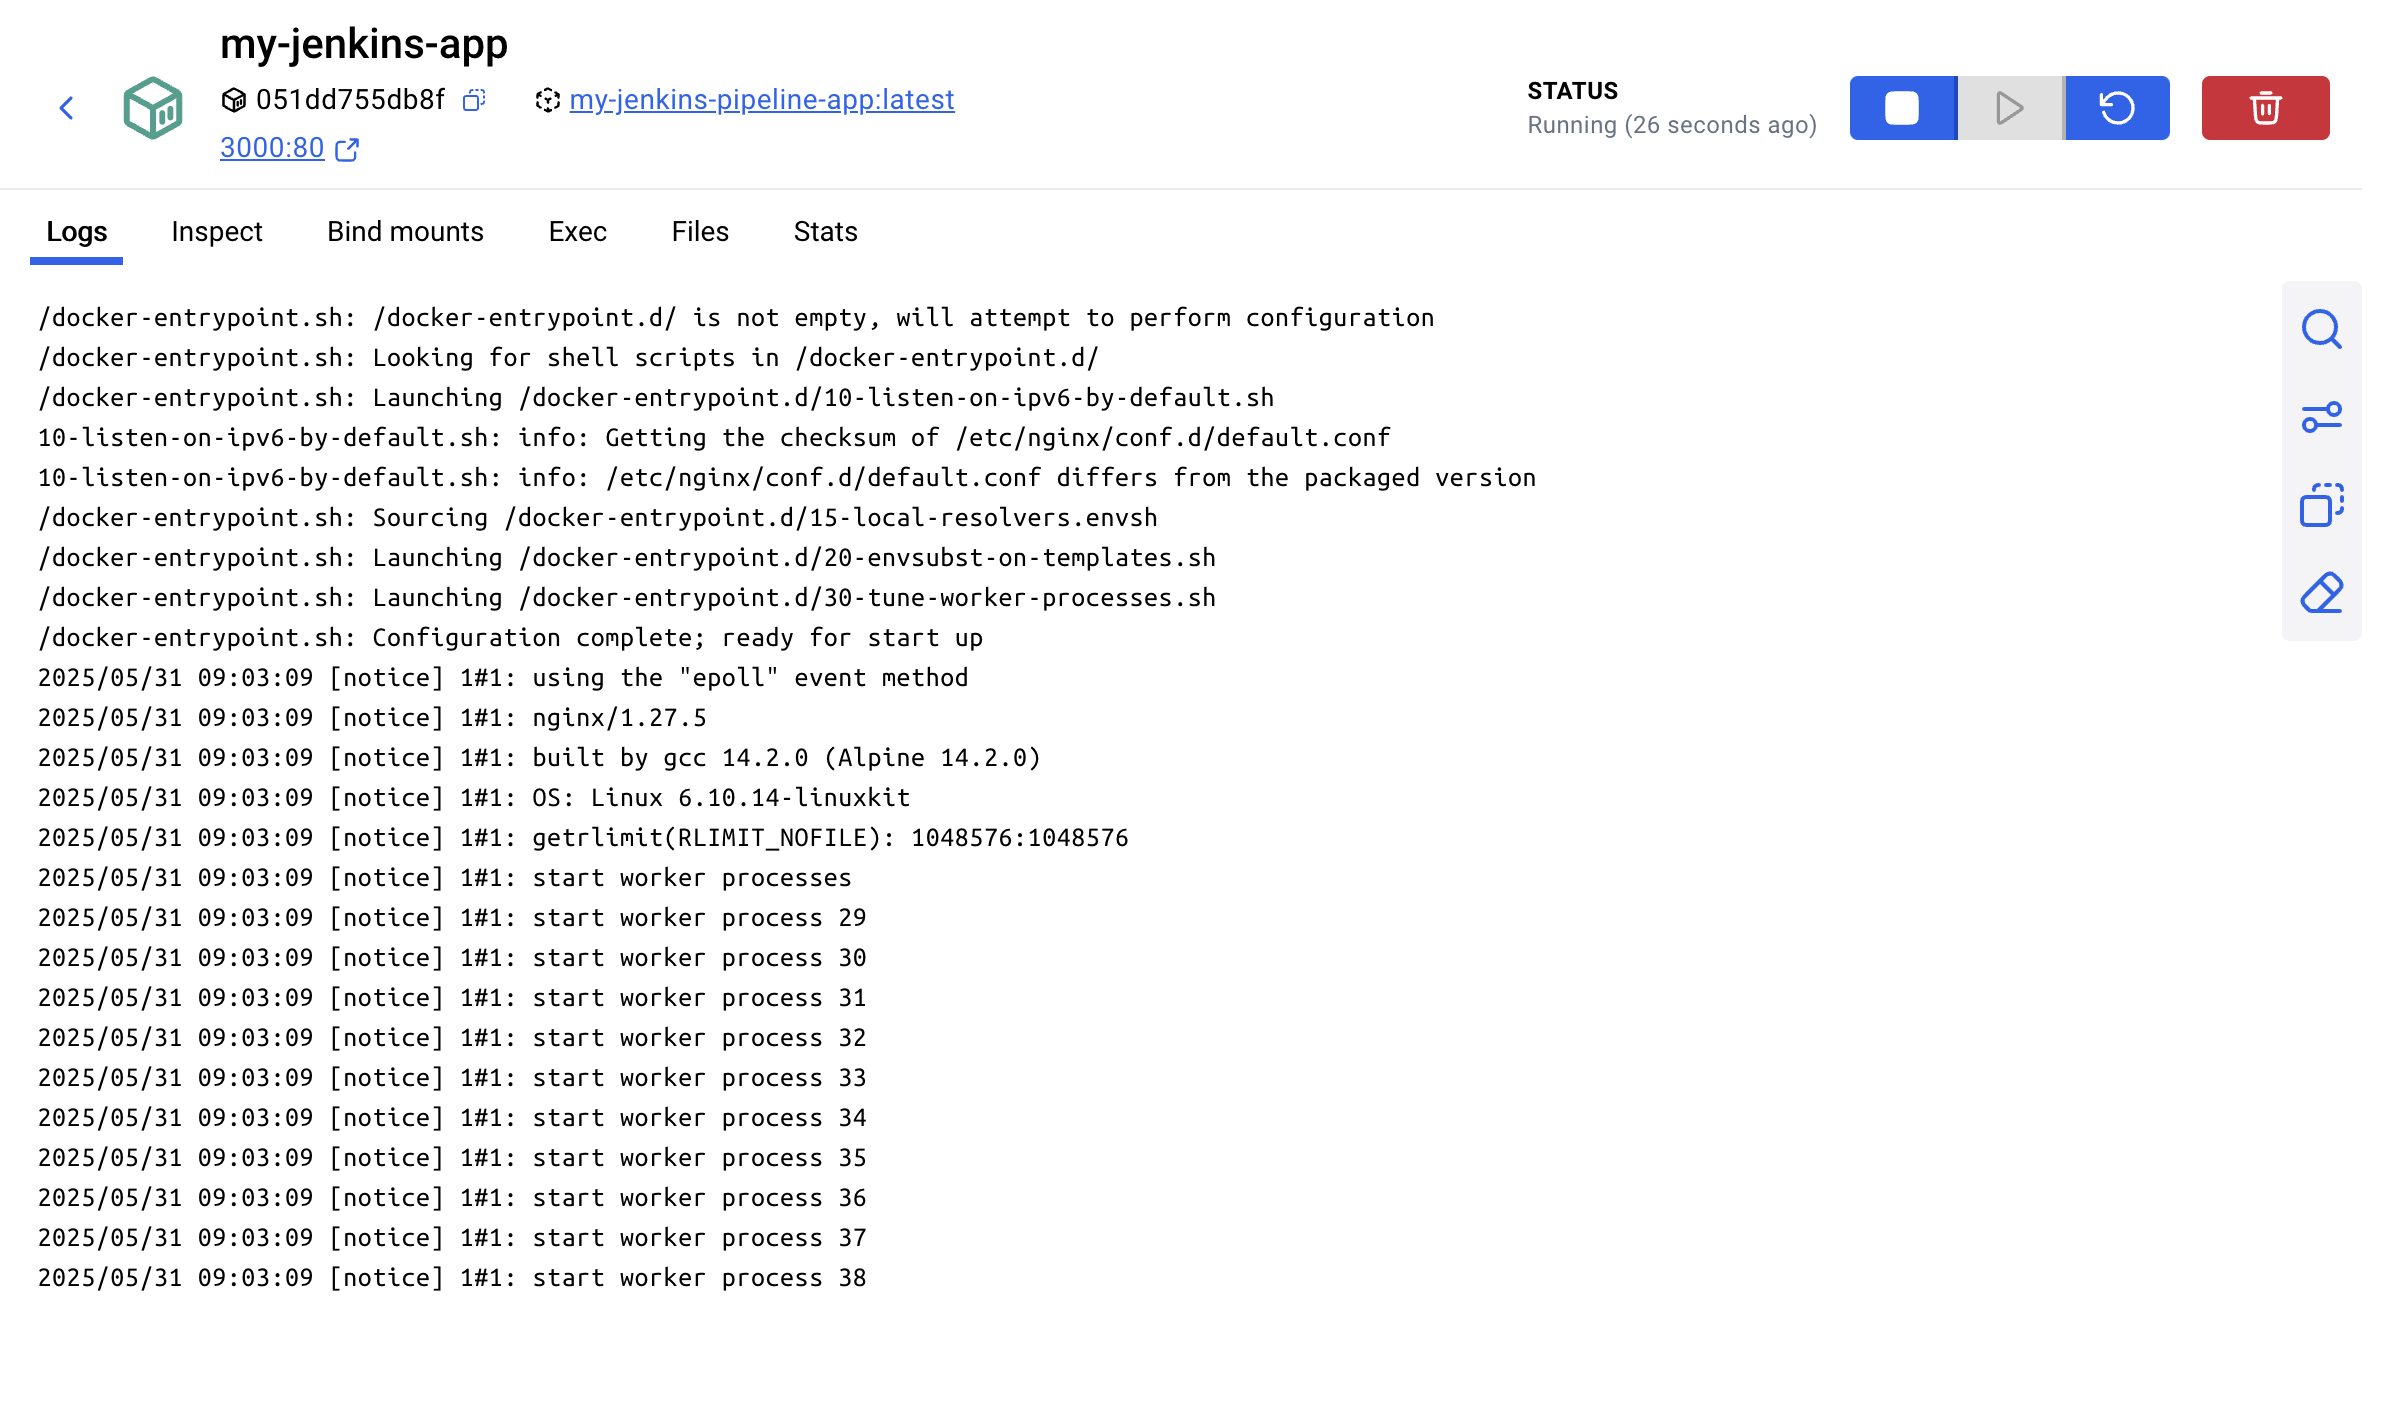 my-jenkins-app
051dd755db8f my-jenkins-pipeline-app:latest
3000:80
STATUS
Running (26 seconds ago)
Logs Inspect Bind mounts Exec Files Stats
/docker-entrypoint.sh: /docker-entrypoint.d/ is not empty, will attempt to perform configuration
/docker-entrypoint.sh: Looking for shell scripts in /docker-entrypoint.d/
/docker-entrypoint.sh: Launching /docker-entrypoint.d/10-listen-on-ipv6-by-default.sh
10-listen-on-ipv6-by-default.sh: info: Getting the checksum of /etc/nginx/conf.d/default.conf
10-listen-on-ipv6-by-default.sh: info: /etc/nginx/conf.d/default.conf differs from the packaged version
/docker-entrypoint.sh: Sourcing /docker-entrypoint.d/15-local-resolvers.envsh
/docker-entrypoint.sh: Launching /docker-entrypoint.d/20-envsubst-on-templates.sh
/docker-entrypoint.sh: Launching /docker-entrypoint.d/30-tune-worker-processes.sh
/docker-entrypoint.sh: Configuration complete; ready for start up
2025/05/31 09:03:09 [notice] 1#1: using the "epoll" event method
2025/05/31 09:03:09 [notice] 1#1: nginx/1.27.5
2025/05/31 09:03:09 [notice] 1#1: built by gcc 14.2.0 (Alpine 14.2.0)
2025/05/31 09:03:09 [notice] 1#1: OS: Linux 6.10.14-linuxkit
2025/05/31 09:03:09 [notice] 1#1: getrlimit(RLIMIT_NOFILE): 1048576:1048576
2025/05/31 09:03:09 [notice] 1#1: start worker processes
2025/05/31 09:03:09 [notice] 1#1: start worker process 29
2025/05/31 09:03:09 [notice] 1#1: start worker process 30
2025/05/31 09:03:09 [notice] 1#1: start worker process 31
2025/05/31 09:03:09 [notice] 1#1: start worker process 32
2025/05/31 09:03:09 [notice] 1#1: start worker process 33
2025/05/31 09:03:09 [notice] 1#1: start worker process 34
2025/05/31 09:03:09 [notice] 1#1: start worker process 35
2025/05/31 09:03:09 [notice] 1#1: start worker process 36
2025/05/31 09:03:09 [notice] 1#1: start worker process 37
2025/05/31 09:03:09 [notice] 1#1: start worker process 38